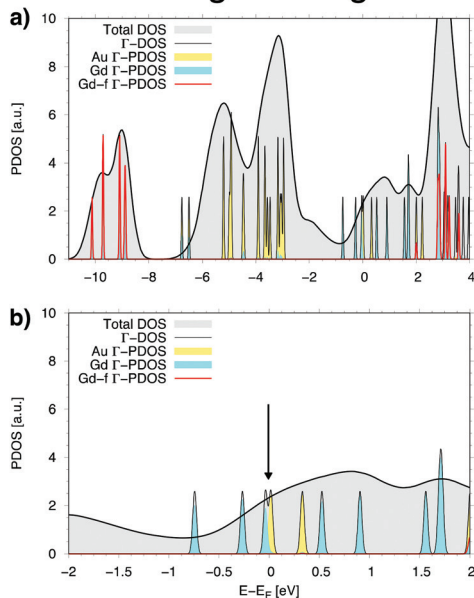 a)
10
8
6
4
2
0
PDOS [a.u.]
Total DOS
Γ-DOS
Au Γ-PDOS
Gd Γ-PDOS
Gd-f Γ-PDOS
−10 −8 −6 −4 −2 0 2 4
b)
10
8
6
4
2
0
PDOS [a.u.]
Total DOS
Γ-DOS
Au Γ-PDOS
Gd Γ-PDOS
Gd-f Γ-PDOS
−2 −1.5 −1 −0.5 0 0.5 1 1.5 2
E−E_F [eV]